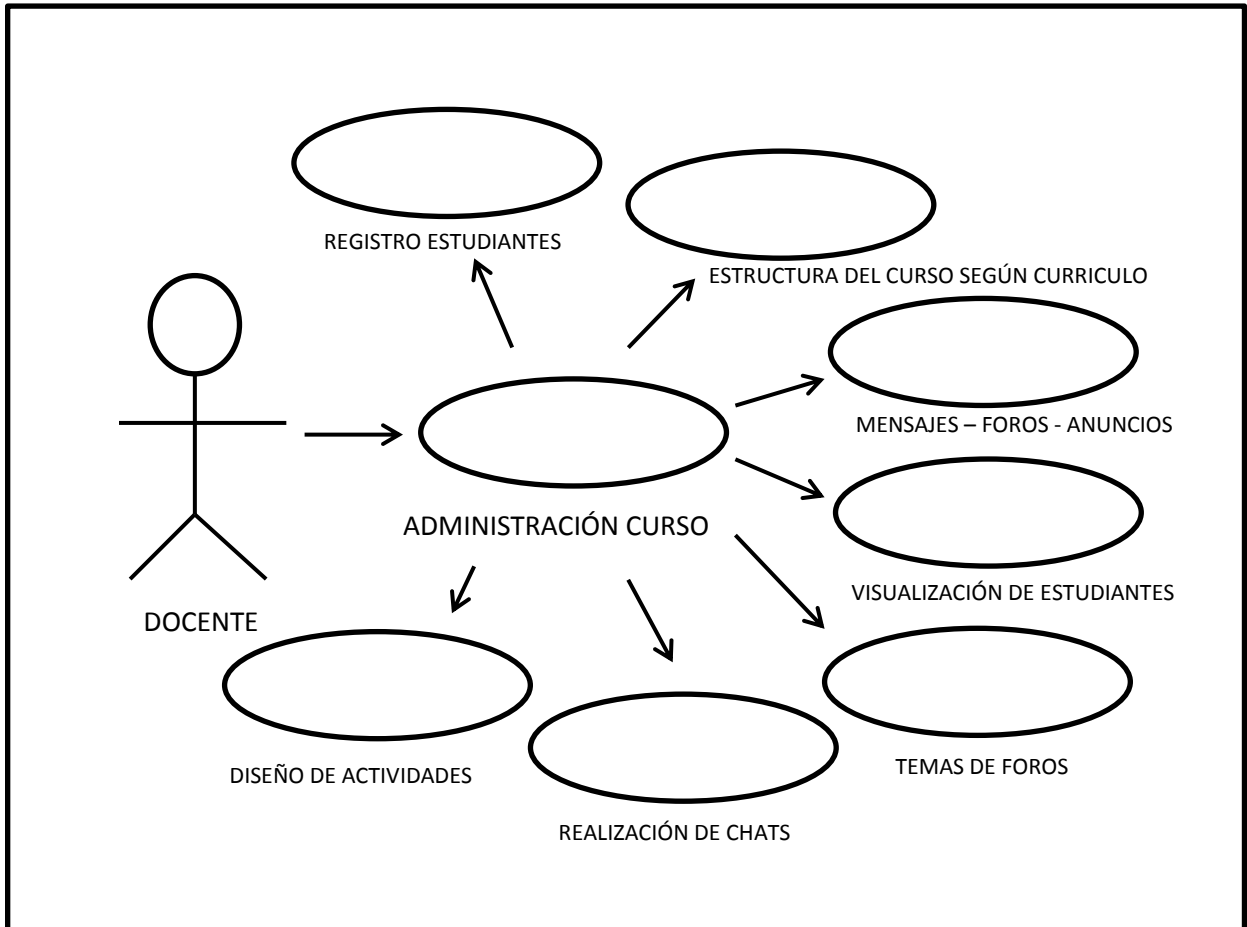 REGISTRO ESTUDIANTES
ESTRUCTURA DEL CURSO SEGÚN CURRICULO
MENSAJES – FOROS - ANUNCIOS
ADMINISTRACIÓN CURSO
VISUALIZACIÓN DE ESTUDIANTES
DOCENTE
DISEÑO DE ACTIVIDADES
TEMAS DE FOROS
REALIZACIÓN DE CHATS